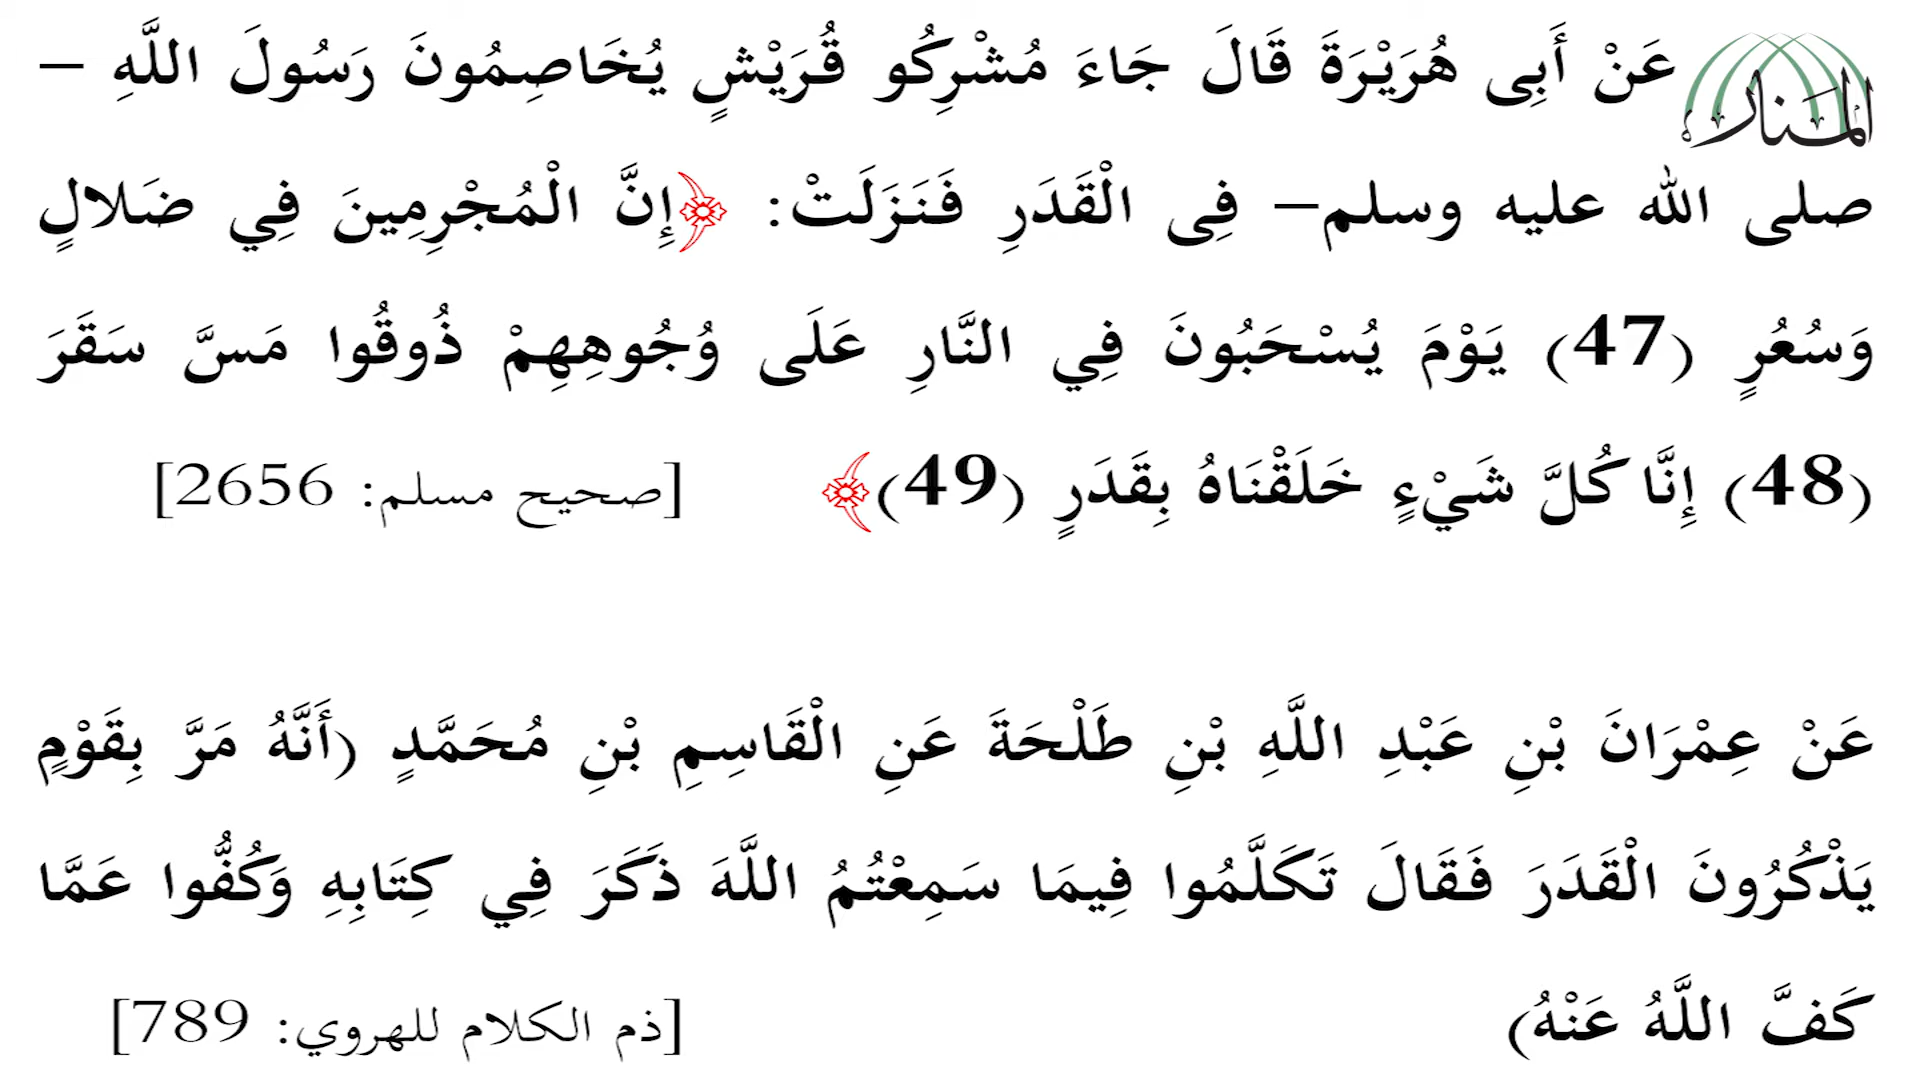 المنار
عَنْ أَبِى هُرَيْرَةَ قَالَ جَاءَ مُشْرِكُو قُرَيْشٍ يُخَاصِمُونَ رَسُولَ اللَّهِ –
صلى الله عليه وسلم– فِى الْقَدَرِ فَنَزَلَتْ: ﴿إِنَّ الْمُجْرِمِينَ فِي ضَلالٍ
وَسُعُرٍ (47) يَوْمَ يُسْحَبُونَ فِي النَّارِ عَلَى وُجُوهِهِمْ ذُوقُوا مَسَّ سَقَرَ
(48) إِنَّا كُلَّ شَيْءٍ خَلَقْنَاهُ بِقَدَرٍ (49)﴾ [صحيح مسلم: 2656]
عَنْ عِمْرَانَ بْنِ عَبْدِ اللَّهِ بْنِ طَلْحَةَ عَنِ الْقَاسِمِ بْنِ مُحَمَّدٍ (أَنَّهُ مَرَّ بِقَوْمٍ
يَذْكُرُونَ الْقَدَرَ فَقَالَ تَكَلَّمُوا فِيمَا سَمِعْتُمُ اللَّهَ ذَكَرَ فِي كِتَابِهِ وَكُفُّوا عَمَّا
كَفَّ اللَّهُ عَنْهُ) [ذم الكلام للهروي: 789]